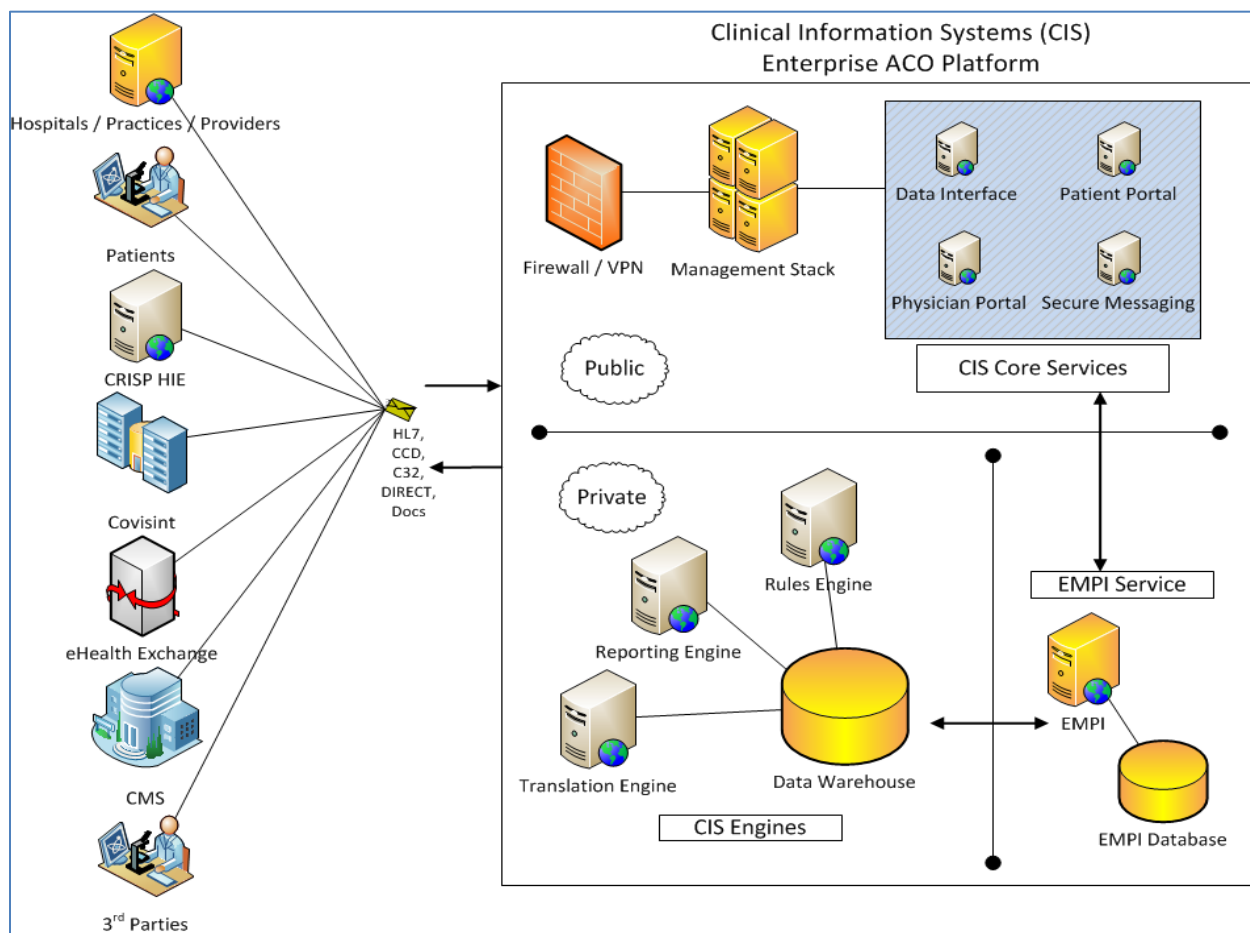 Clinical Information Systems (CIS)
Enterprise ACO Platform
Hospitals / Practices / Providers
Patients
CRISP HIE
Covisint
eHealth Exchange
CMS
3rd Parties
HL7,
CCD,
C32,
DIRECT,
Docs
Firewall / VPN
Management Stack
Data Interface
Patient Portal
Physician Portal
Secure Messaging
CIS Core Services
Public
Private
Rules Engine
Reporting Engine
Translation Engine
Data Warehouse
CIS Engines
EMPI Service
EMPI
EMPI Database